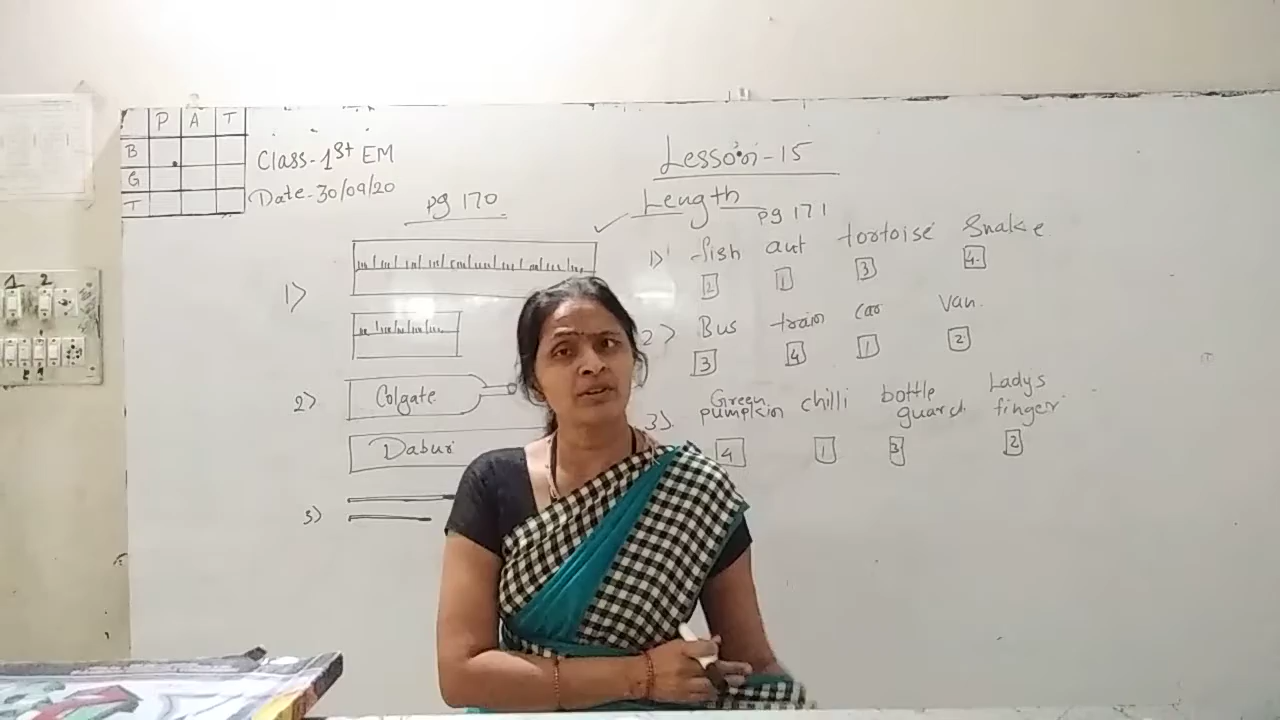 P A T
B
G
T
Class-1st EM
Date-30/09/20
pg 170
1)
2) Colgate
Dabur
3)
Lesson-15
Length
pg 171
1) fish ant tortoise Snake
2 1 3 4
2) Bus train car Van.
3 4 1 2
3) Green pumpkin chilli bottle guard Lady's finger
4 1 3 2
1 2